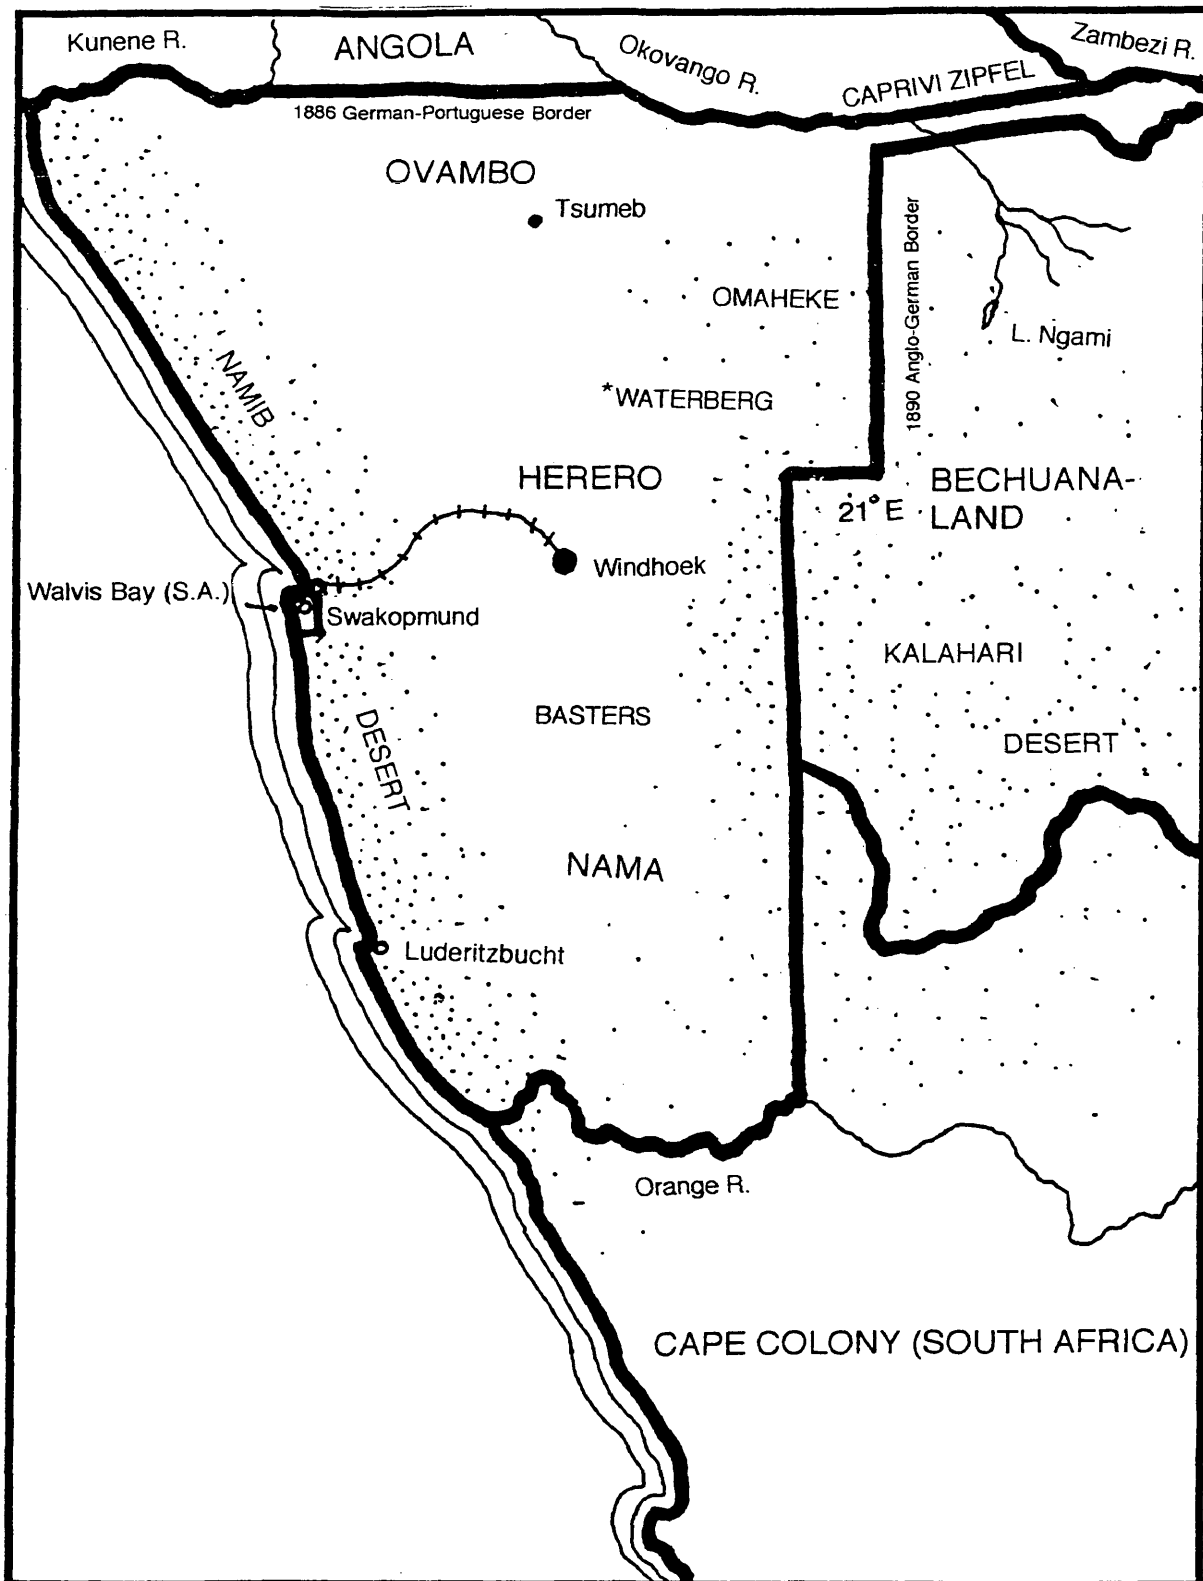 Kunene R.
ANGOLA
Okovango R.
Zambezi R.
CAPRIVI ZIPFEL
1886 German-Portuguese Border
OVAMBO
Tsumeb
OMAHEKE
1890 Anglo-German Border
L. Ngami
NAMIB
*WATERBERG
HERERO
BECHUANA-
LAND
21° E
Windhoek
Walvis Bay (S.A.)
Swakopmund
KALAHARI
DESERT
BASTERS
DESERT
NAMA
Luderitzbucht
Orange R.
CAPE COLONY (SOUTH AFRICA)